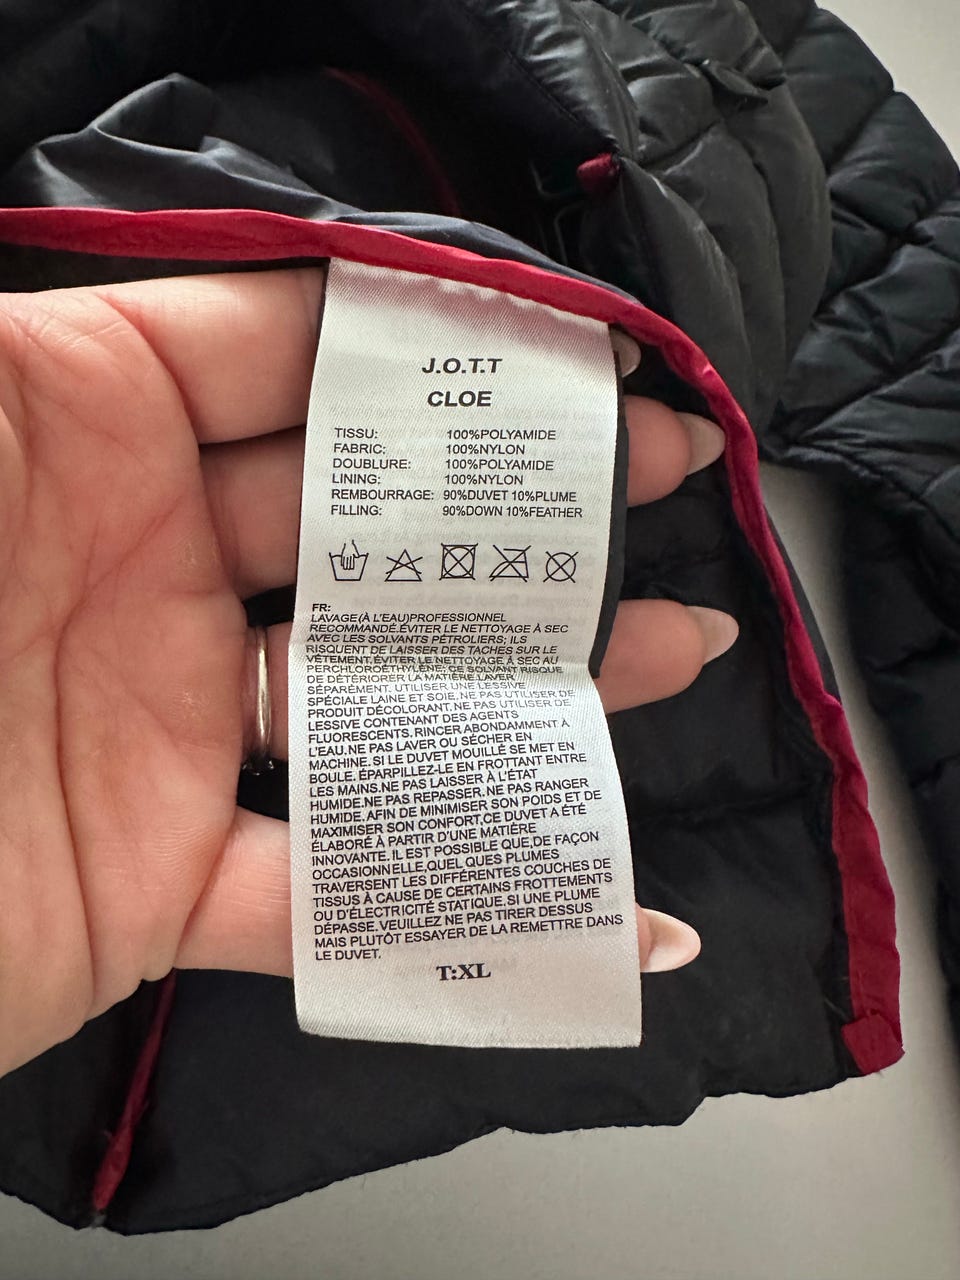 J.O.T.T
CLOE
TISSU: 100%POLYAMIDE
FABRIC: 100%NYLON
DOUBLURE: 100%POLYAMIDE
LINING: 100%NYLON
REMBOURRAGE: 90%DUVET 10%PLUME
FILLING: 90%DOWN 10%FEATHER
FR:
LAVAGE(À L'EAU)PROFESSIONNEL
RECOMMANDÉ.ÉVITER LE NETTOYAGE À SEC
AVEC LES SOLVANTS PÉTROLIERS; ILS
RISQUENT DE LAISSER DES TACHES SUR LE
VÊTEMENT.ÉVITER LE NETTOYAGE À SEC AU
PERCHLOROÉTHYLÈNE; CE SOLVANT RISQUE
DE DÉTÉRIORER LA MATIÈRE.LAVER
SÉPARÉMENT. UTILISER UNE LESSIVE
SPÉCIALE LAINE ET SOIE.NE PAS UTILISER DE
PRODUIT DÉCOLORANT.NE PAS UTILISER DE
LESSIVE CONTENANT DES AGENTS
FLUORESCENTS. RINCER ABONDAMMENT À
L'EAU.NE PAS LAVER OU SÉCHER EN
MACHINE.SI LE DUVET MOUILLÉ SE MET EN
BOULE. ÉPARPILLEZ-LE EN FROTTANT ENTRE
LES MAINS.NE PAS LAISSER À L'ÉTAT
HUMIDE.NE PAS REPASSER.NE PAS RANGER
HUMIDE. AFIN DE MINIMISER SON POIDS ET DE
MAXIMISER SON CONFORT,CE DUVET A ÉTÉ
ÉLABORÉ À PARTIR D'UNE MATIÈRE
INNOVANTE. IL EST POSSIBLE QUE,DE FAÇON
OCCASIONNELLE,QUEL QUES PLUMES
TRAVERSENT LES DIFFÉRENTES COUCHES DE
TISSUS À CAUSE DE CERTAINS FROTTEMENTS
OU D'ÉLECTRICITÉ STATIQUE.SI UNE PLUME
DÉPASSE. VEUILLEZ NE PAS TIRER DESSUS
MAIS PLUTÔT ESSAYER DE LA REMETTRE DANS
LE DUVET.
T:XL